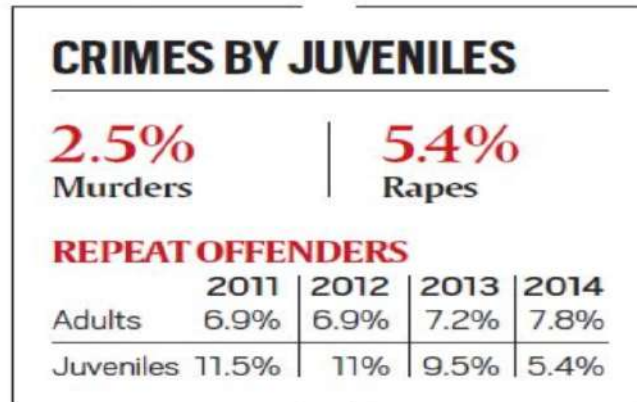 CRIMES BY JUVENILES
2.5% 5.4%
Murders Rapes
REPEAT OFFENDERS
2011 2012 2013 2014
Adults 6.9% 6.9% 7.2% 7.8%
Juveniles 11.5% 11% 9.5% 5.4%